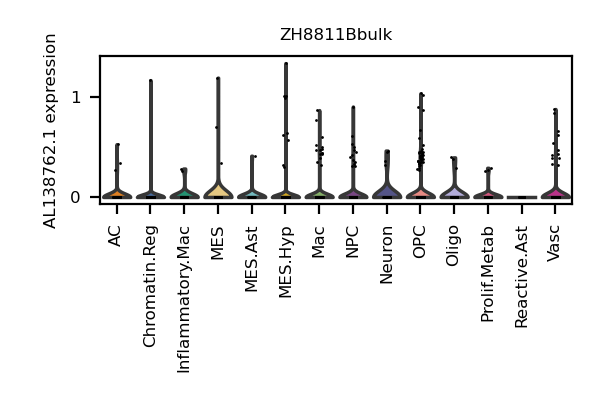 ZH8811Bbulk
AL138762.1 expression
1
0
AC
Chromatin.Reg
Inflammatory.Mac
MES
MES.Ast
MES.Hyp
Mac
NPC
Neuron
OPC
Oligo
Prolif.Metab
Reactive.Ast
Vasc